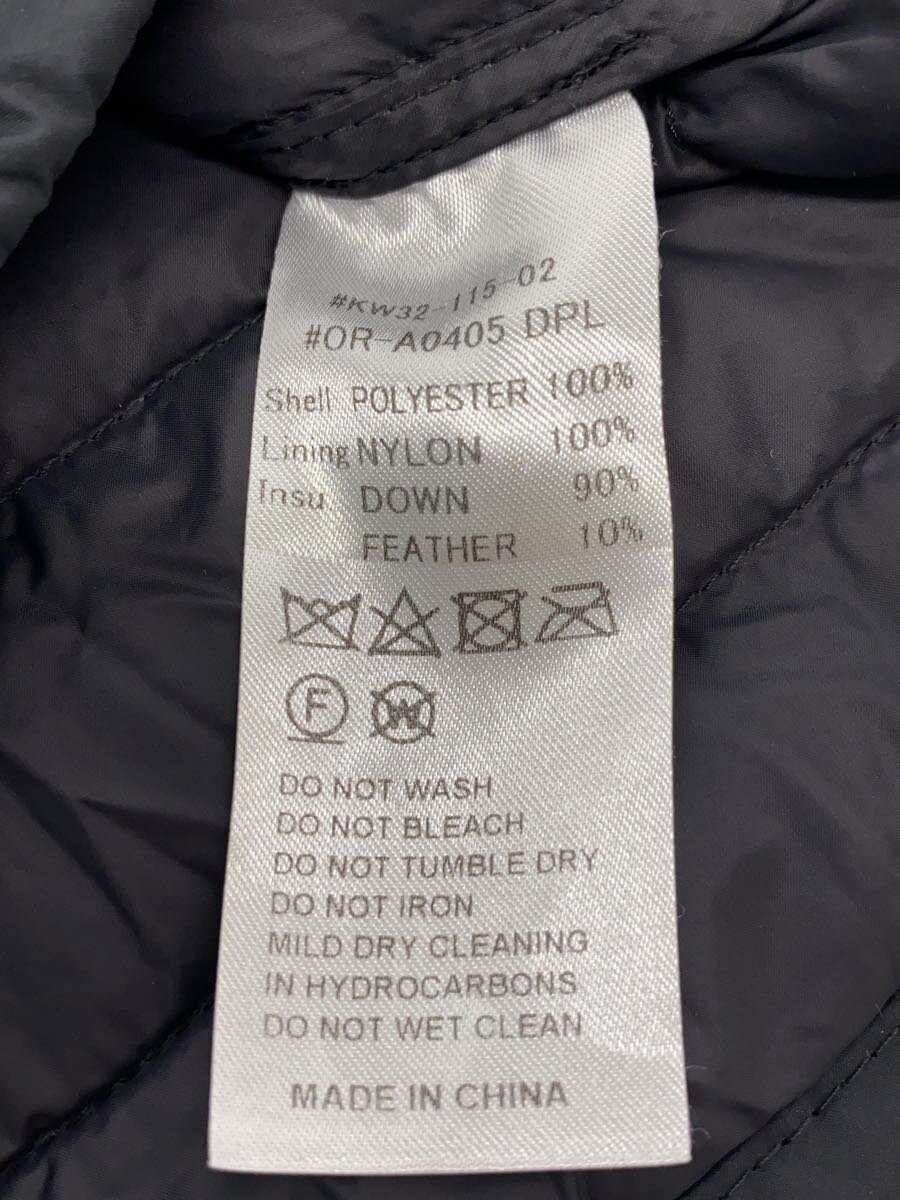 #KW32-115-02
#OR-A0405 DPL
Shell POLYESTER 100%
Lining NYLON 100%
Insu DOWN 90%
FEATHER 10%
F W
DO NOT WASH
DO NOT BLEACH
DO NOT TUMBLE DRY
DO NOT IRON
MILD DRY CLEANING
IN HYDROCARBONS
DO NOT WET CLEAN
MADE IN CHINA